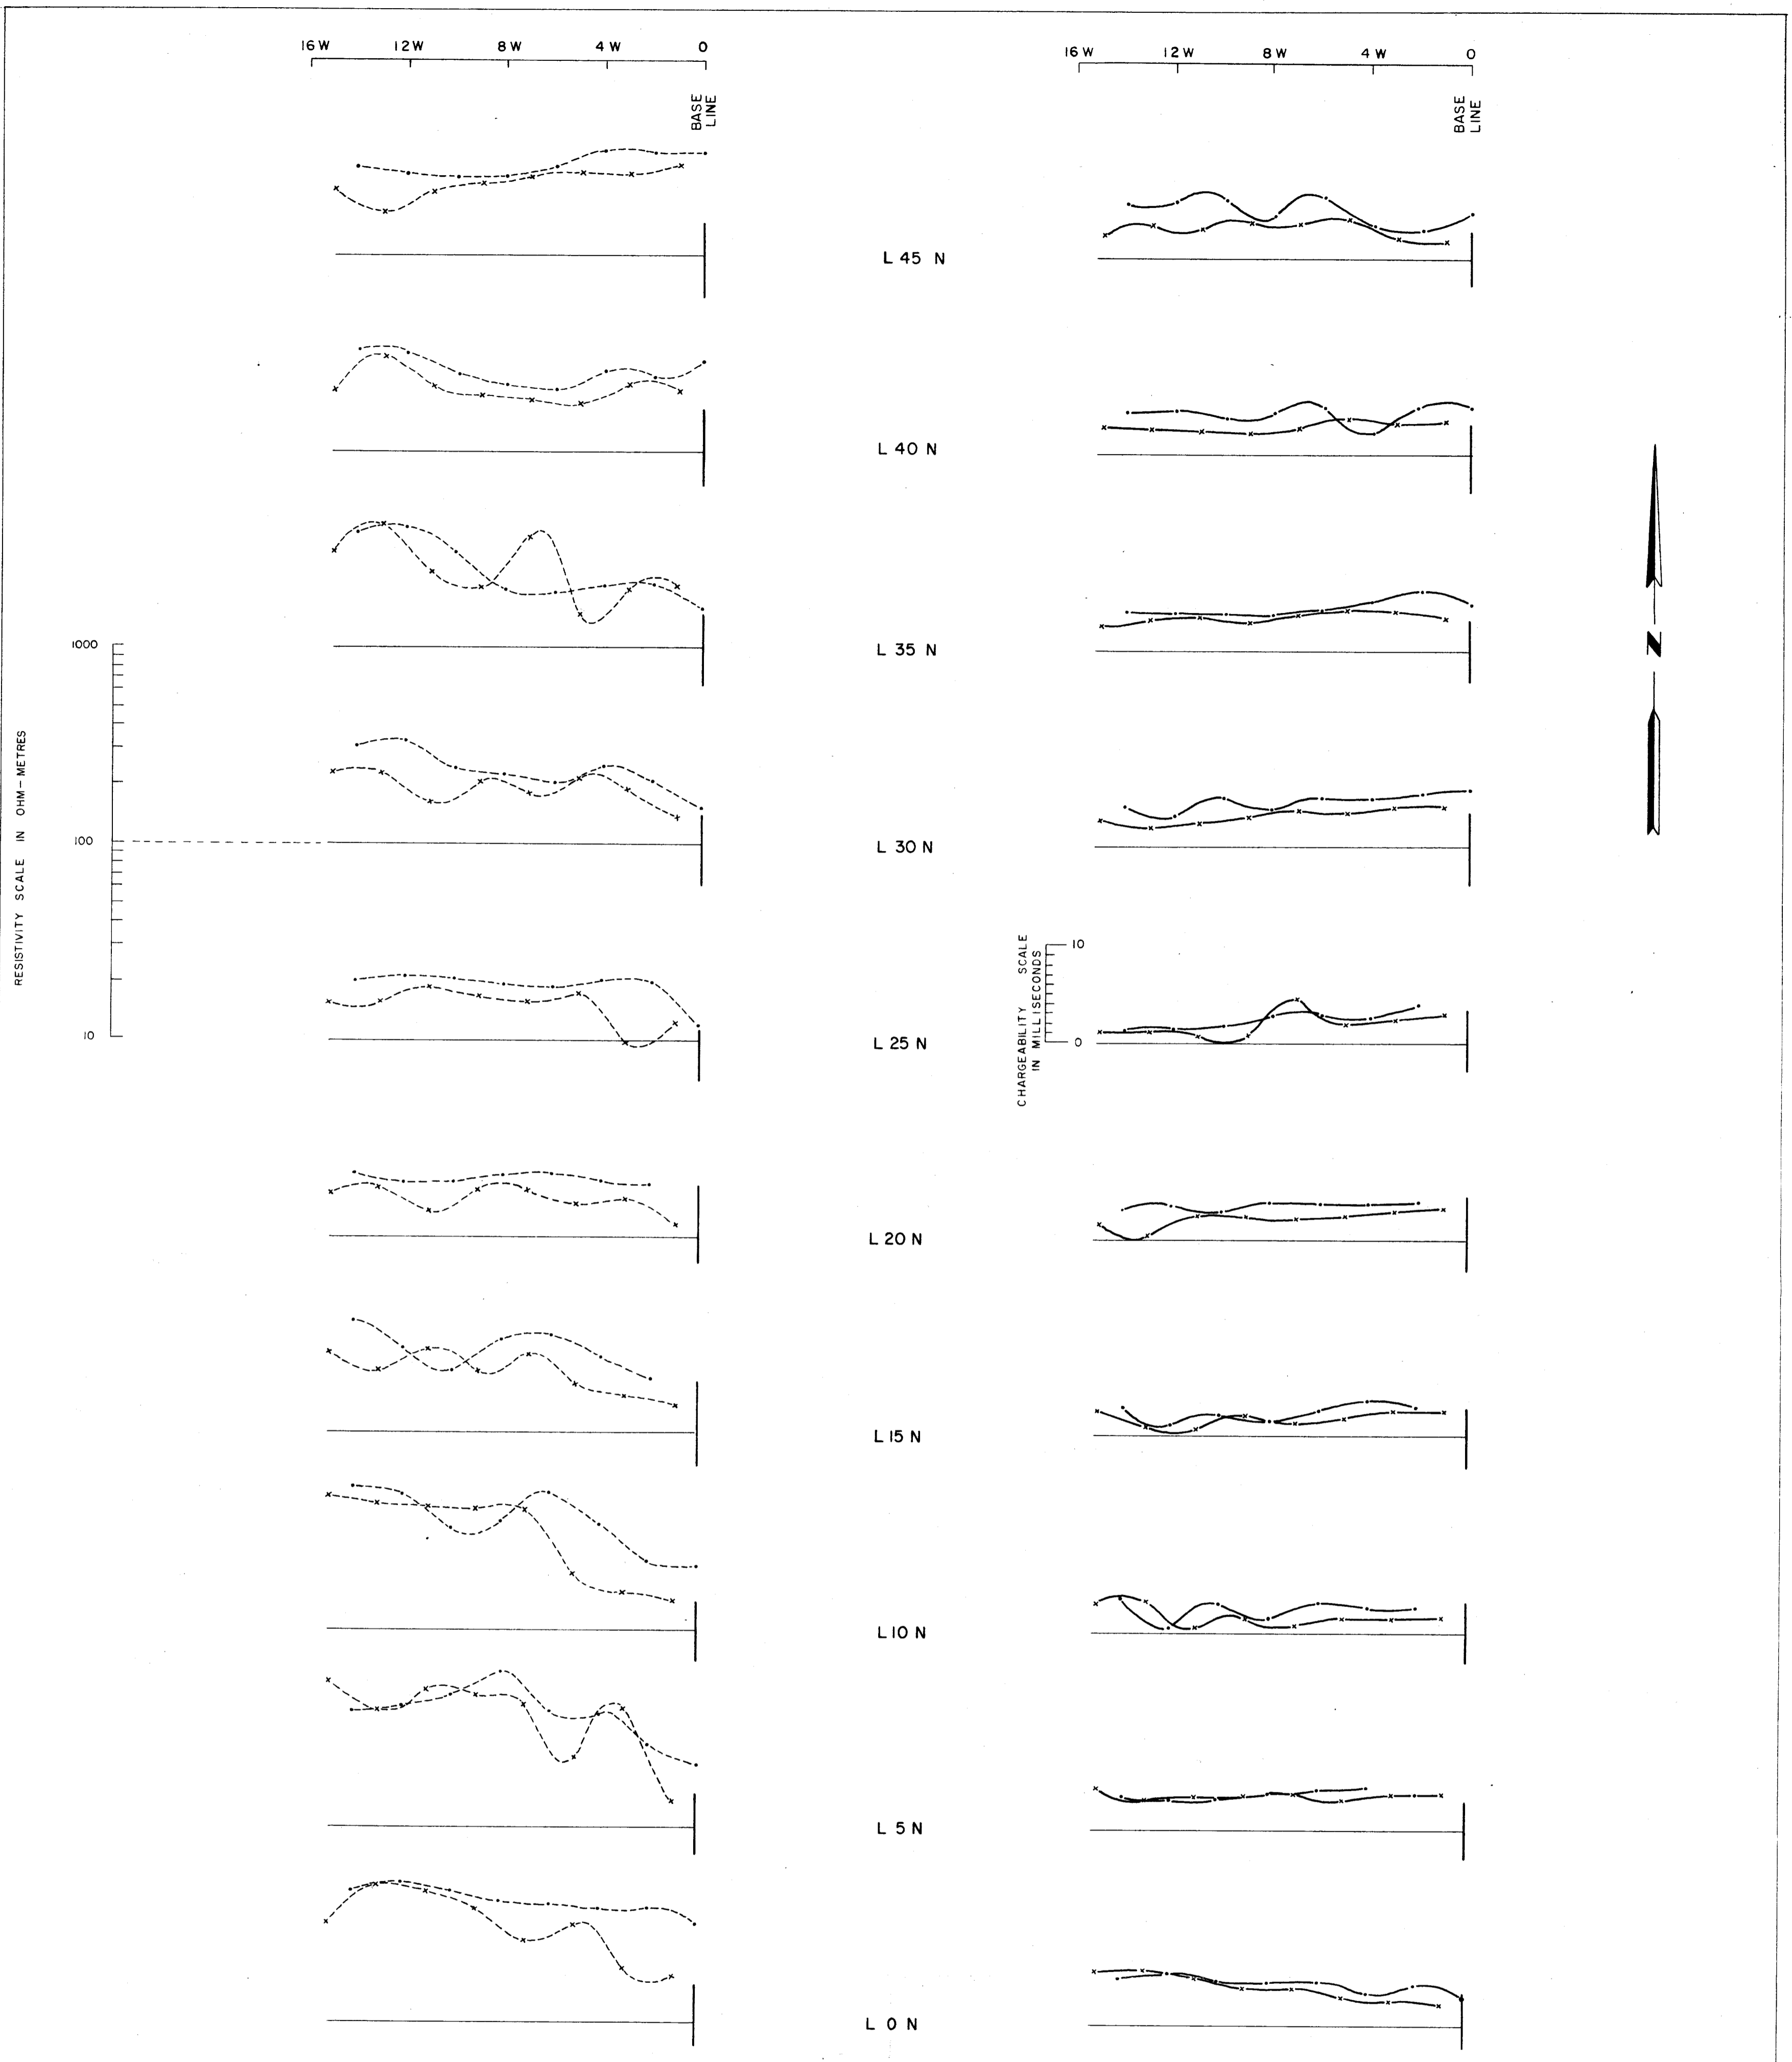 16 W 12 W 8 W 4 W 0
BASE
LINE
16 W 12 W 8 W 4 W 0
BASE
LINE
L 45 N
L 40 N
L 35 N
N
RESISTIVITY SCALE IN OHM-METRES
1000
100
10
L 30 N
CHARGEABILITY SCALE
IN MILLISECONDS
10
0
L 25 N
L 20 N
L 15 N
L 10 N
L 5 N
L 0 N